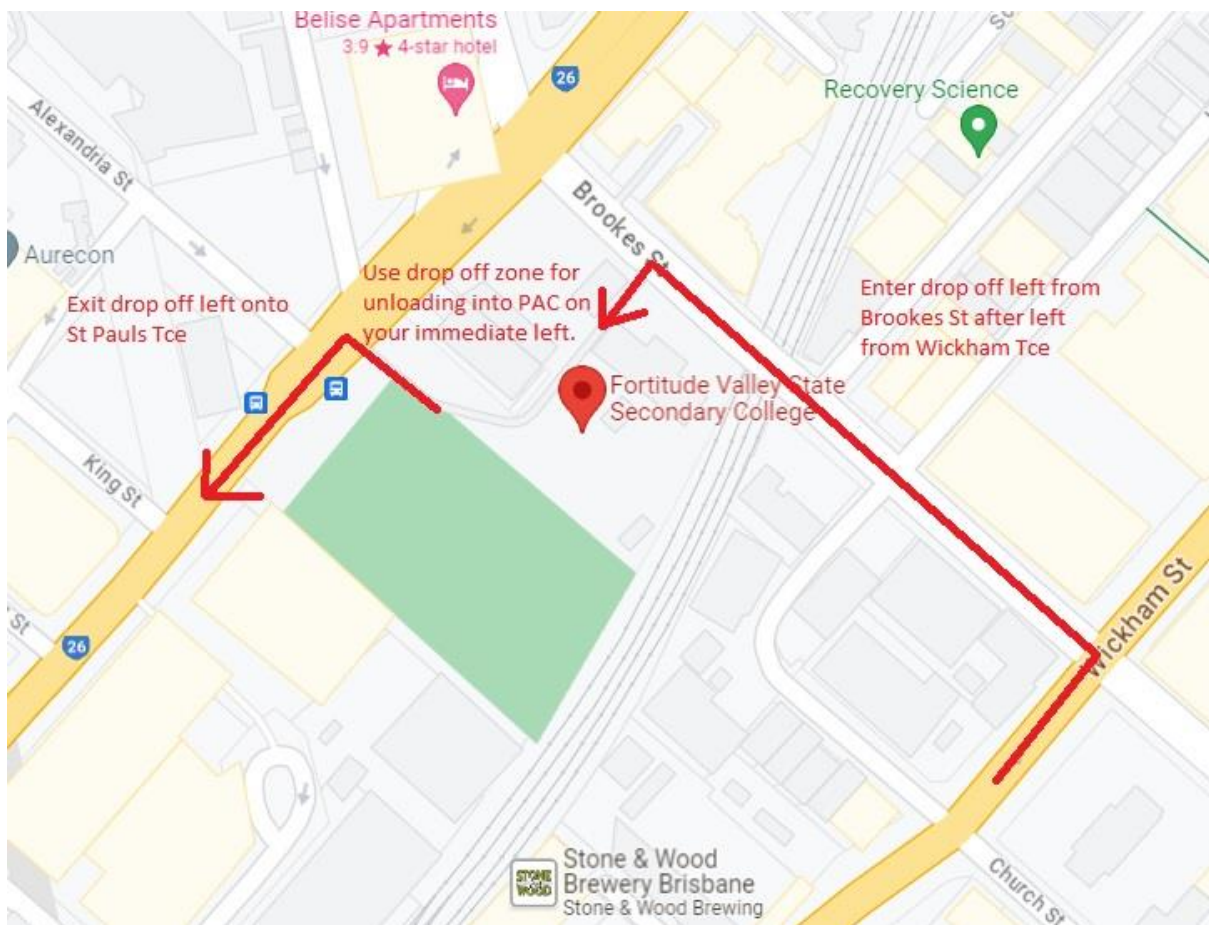 Belise Apartments
3.9 ★ 4-star hotel
26
Recovery Science
Alexandria St
Brookes St
Aurecon
Exit drop off left onto
St Pauls Tce
Use drop off zone for
unloading into PAC on
your immediate left.
Enter drop off left from
Brookes St after left
from Wickham Tce
Fortitude Valley State
Secondary College
King St
Wickham St
St
26
Stone & Wood
Brewery Brisbane
Stone & Wood Brewing
STONE
&
WOOD
Church St